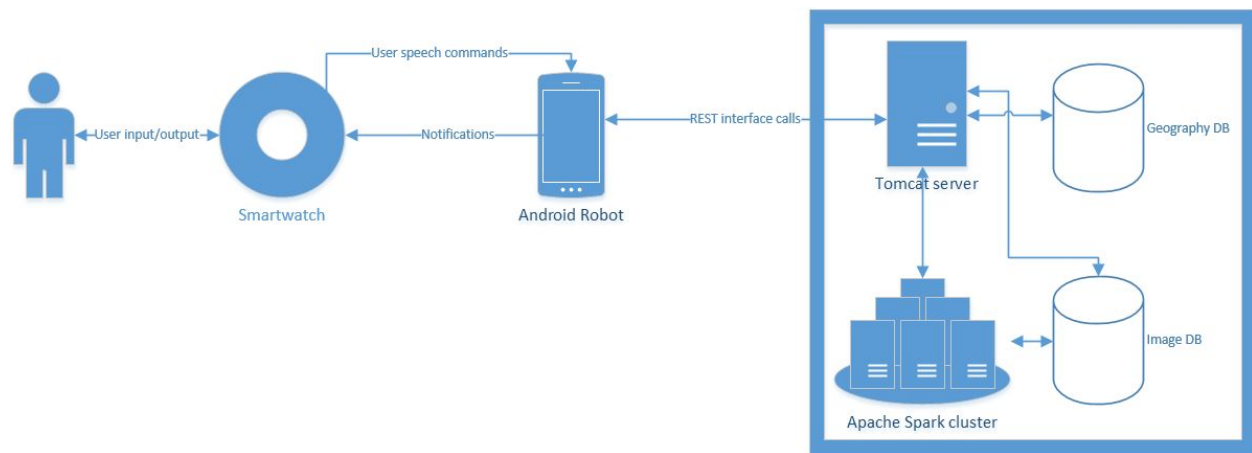 User speech commands
User input/output
Notifications
REST interface calls
Geography DB
Tomcat server
Smartwatch
Android Robot
Image DB
Apache Spark cluster